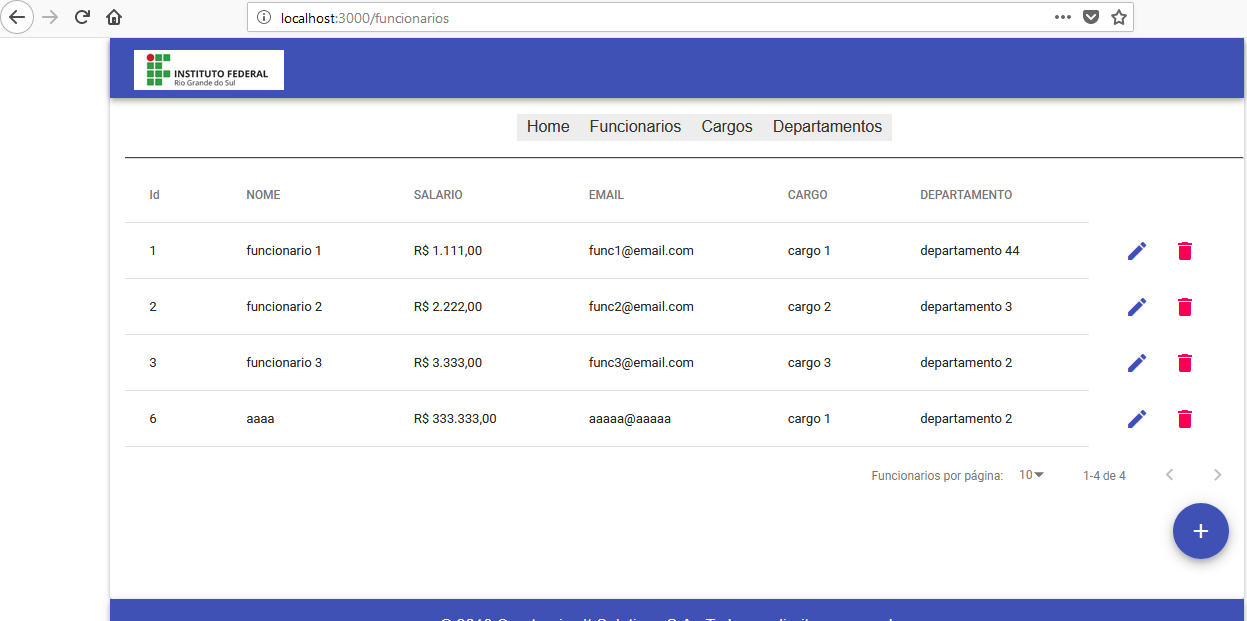 localhost:3000/funcionarios
INSTITUTO FEDERAL
Rio Grande do Sul
Home Funcionarios Cargos Departamentos
Id NOME SALARIO EMAIL CARGO DEPARTAMENTO
1 funcionario 1 R$ 1.111,00 func1@email.com cargo 1 departamento 44
2 funcionario 2 R$ 2.222,00 func2@email.com cargo 2 departamento 3
3 funcionario 3 R$ 3.333,00 func3@email.com cargo 3 departamento 2
6 aaaa R$ 333.333,00 aaaaa@aaaaa cargo 1 departamento 2
Funcionarios por página: 10 1-4 de 4
+